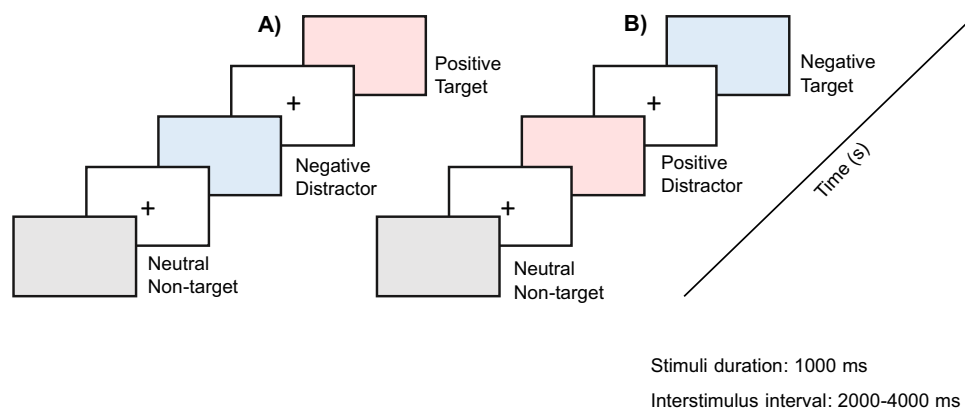 A)
Positive
Target
+
Negative
Distractor
+
Neutral
Non-target
B)
Negative
Target
+
Positive
Distractor
+
Neutral
Non-target
Time (s)
Stimuli duration: 1000 ms
Interstimulus interval: 2000-4000 ms